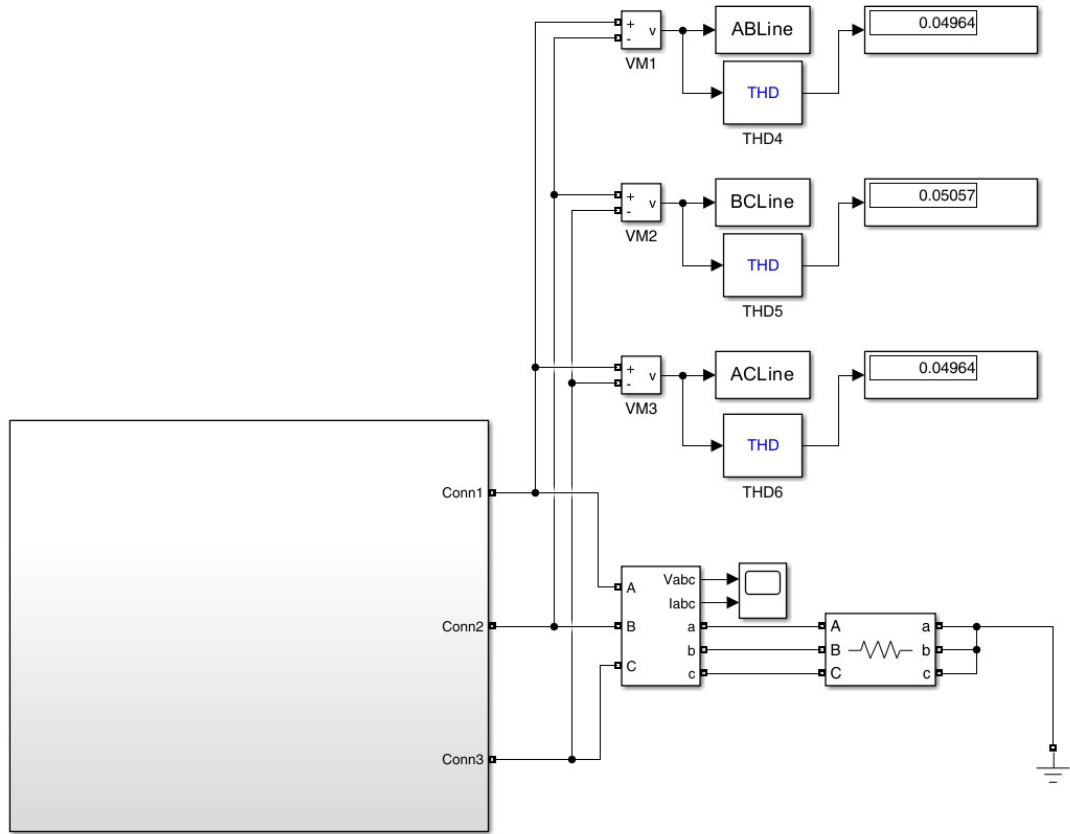 +
-
v
VM1
ABLine
0.04964
THD
THD4
+
-
v
VM2
BCLine
0.05057
THD
THD5
+
-
v
VM3
ACLine
0.04964
THD
THD6
Conn1
Conn2
Conn3
A
B
C
Vabc
Iabc
a
b
c
A
B
C
a
b
c